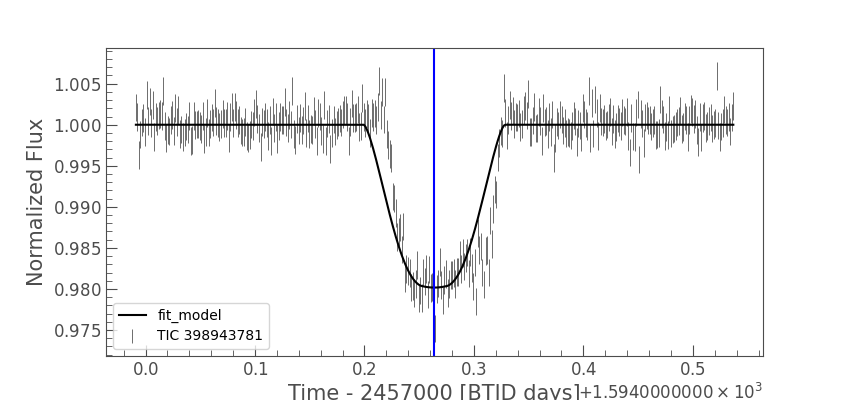 Normalized Flux
1.005
1.000
0.995
0.990
0.985
0.980
0.975
fit_model
TIC 398943781
0.0 0.1 0.2 0.3 0.4 0.5
Time - 2457000 [BTJD days]
+1.5940000000 × 10³